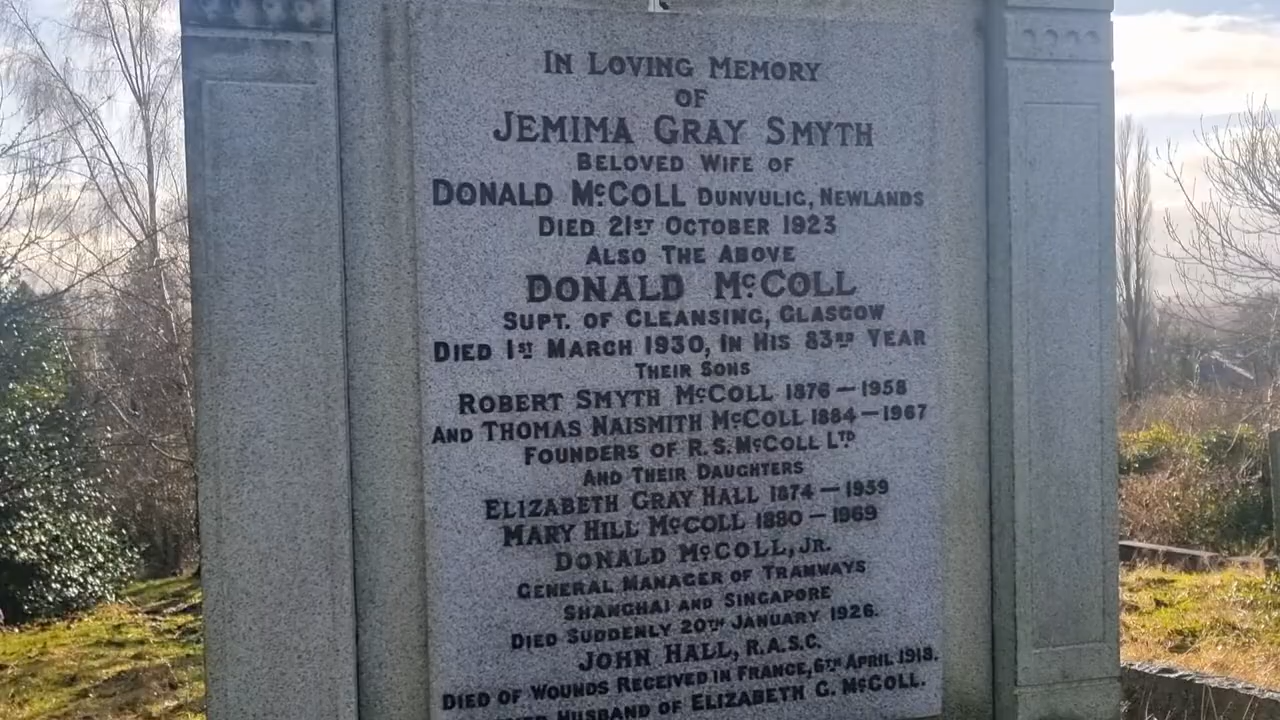 IN LOVING MEMORY
OF
JEMIMA GRAY SMYTH
BELOVED WIFE OF
DONALD McCOLL DUNVULIG, NEWLANDS
DIED 21ST OCTOBER 1923
ALSO THE ABOVE
DONALD McCOLL
SUPT. OF CLEANSING, GLASGOW
DIED 1ST MARCH 1930, IN HIS 83RD YEAR
THEIR SONS
ROBERT SMYTH McCOLL 1876 — 1958
AND THOMAS NAISMITH McCOLL 1884 — 1967
FOUNDERS OF R. S. McCOLL LTD
AND THEIR DAUGHTERS
ELIZABETH GRAY HALL 1874 — 1959
MARY HILL McCOLL 1880 — 1969
DONALD McCOLL, JR.
GENERAL MANAGER OF TRAMWAYS
SHANGHAI AND SINGAPORE
DIED SUDDENLY 20TH JANUARY 1926.
JOHN HALL, R.A.S.C.
DIED OF WOUNDS RECEIVED IN FRANCE, 6TH APRIL 1918.
HUSBAND OF ELIZABETH G. McCOLL.